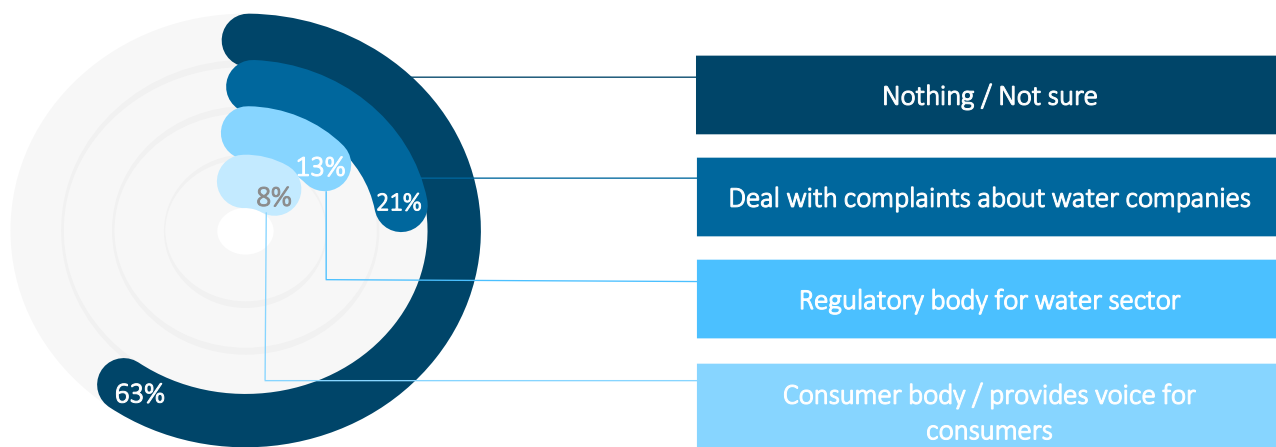 Nothing / Not sure
13%
8%
21%
Deal with complaints about water companies
Regulatory body for water sector
63%
Consumer body / provides voice for
consumers